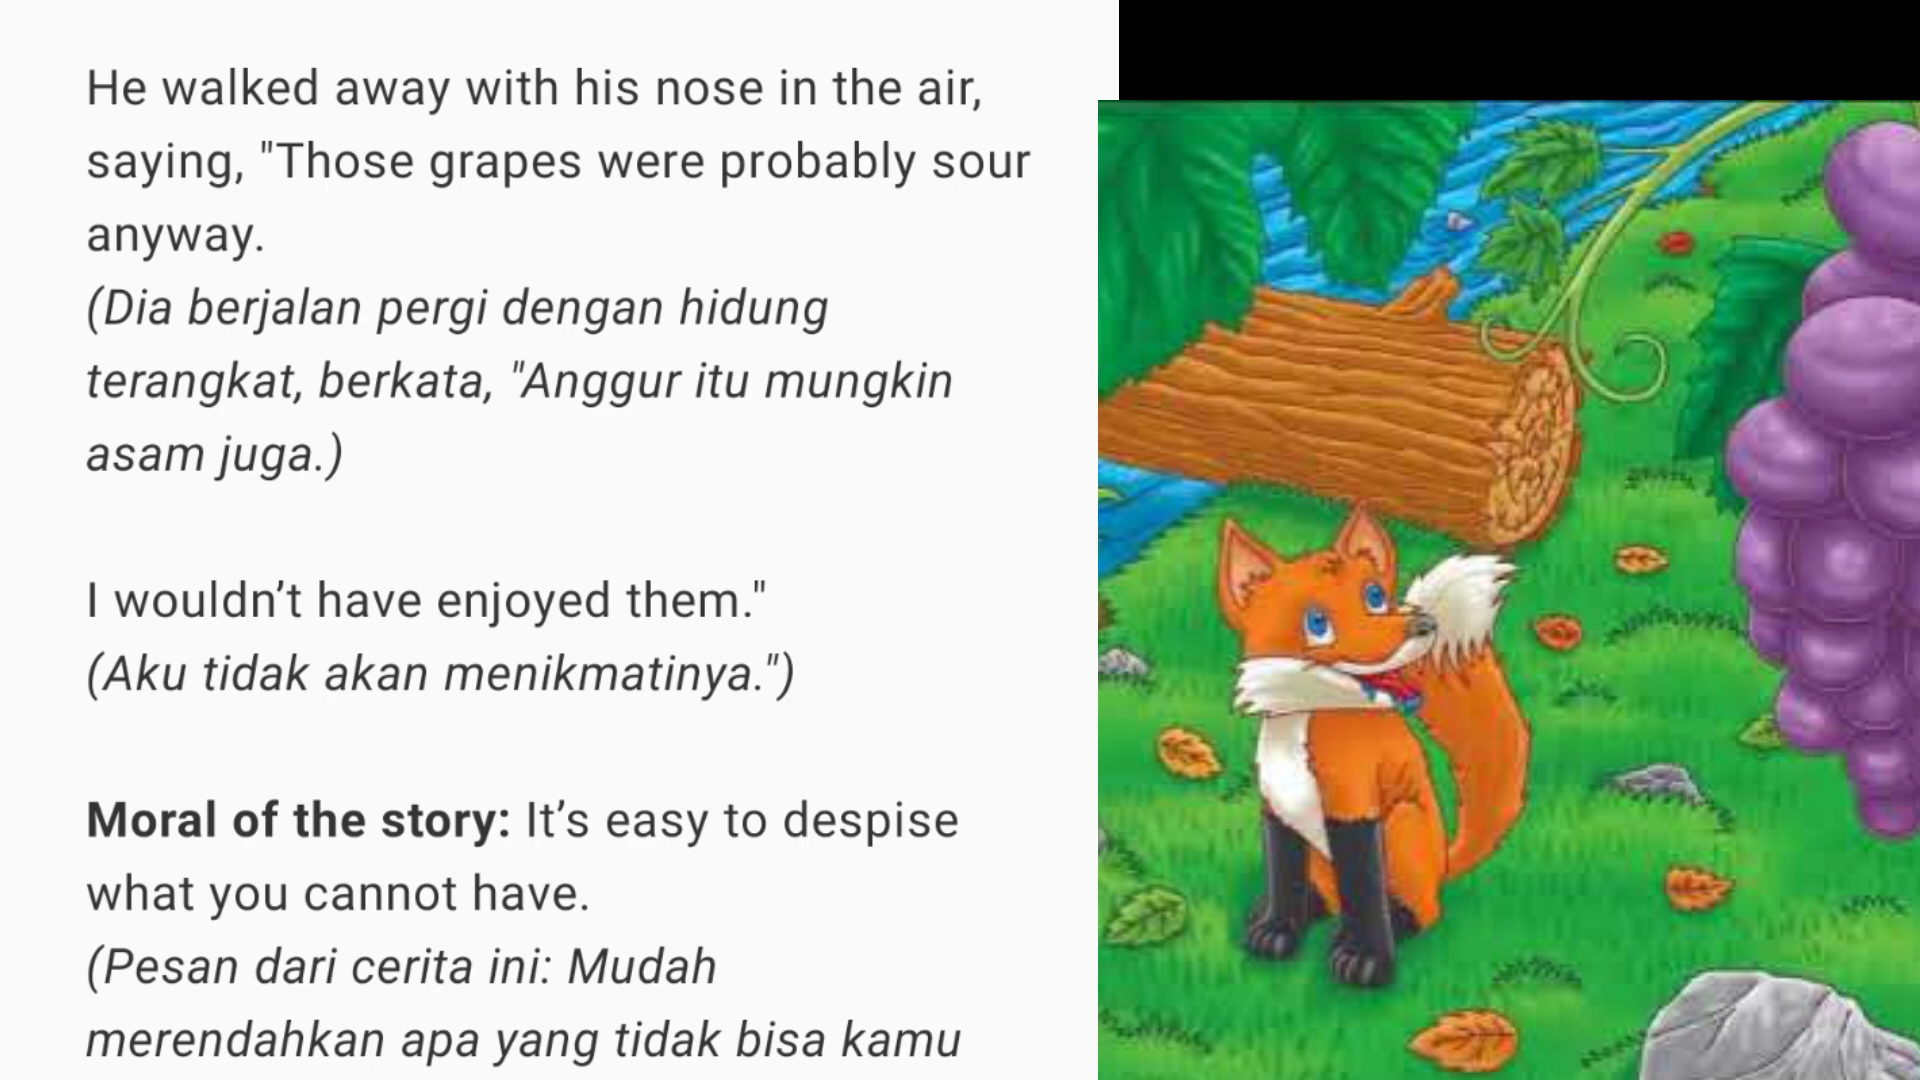 He walked away with his nose in the air,
saying, "Those grapes were probably sour
anyway.
(Dia berjalan pergi dengan hidung
terangkat, berkata, "Anggur itu mungkin
asam juga.)
I wouldn’t have enjoyed them."
(Aku tidak akan menikmatinya.")
Moral of the story: It’s easy to despise
what you cannot have.
(Pesan dari cerita ini: Mudah
merendahkan apa yang tidak bisa kamu